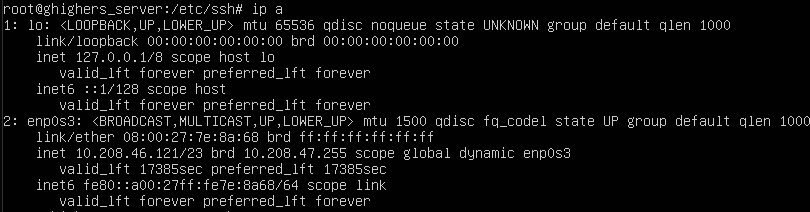 root@ghighers_server:/etc/ssh# ip a
1: lo: <LOOPBACK,UP,LOWER_UP> mtu 65536 qdisc noqueue state UNKNOWN group default qlen 1000
    link/loopback 00:00:00:00:00:00 brd 00:00:00:00:00:00
    inet 127.0.0.1/8 scope host lo
       valid_lft forever preferred_lft forever
    inet6 ::1/128 scope host
       valid_lft forever preferred_lft forever
2: enp0s3: <BROADCAST,MULTICAST,UP,LOWER_UP> mtu 1500 qdisc fq_codel state UP group default qlen 1000
    link/ether 08:00:27:7e:8a:68 brd ff:ff:ff:ff:ff:ff
    inet 10.208.46.121/23 brd 10.208.47.255 scope global dynamic enp0s3
       valid_lft 17385sec preferred_lft 17385sec
    inet6 fe80::a00:27ff:fe7e:8a68/64 scope link
       valid_lft forever preferred_lft forever